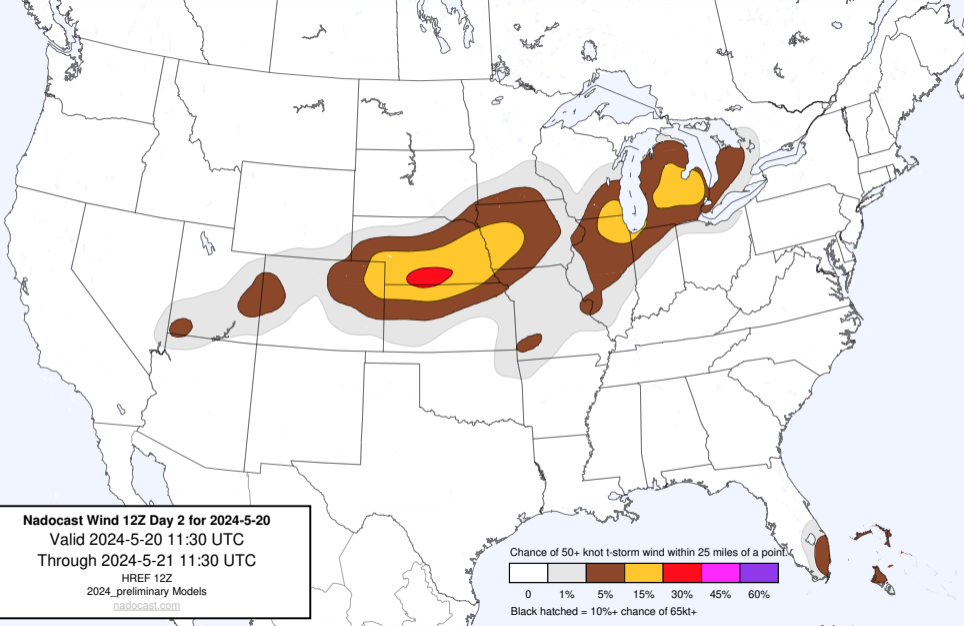 Nadocast Wind 12Z Day 2 for 2024-5-20
Valid 2024-5-20 11:30 UTC
Through 2024-5-21 11:30 UTC
HREF 12Z
2024_preliminary Models
nadocast.com
Chance of 50+ knot t-storm wind within 25 miles of a point.
0 1% 5% 15% 30% 45% 60%
Black hatched = 10%+ chance of 65kt+